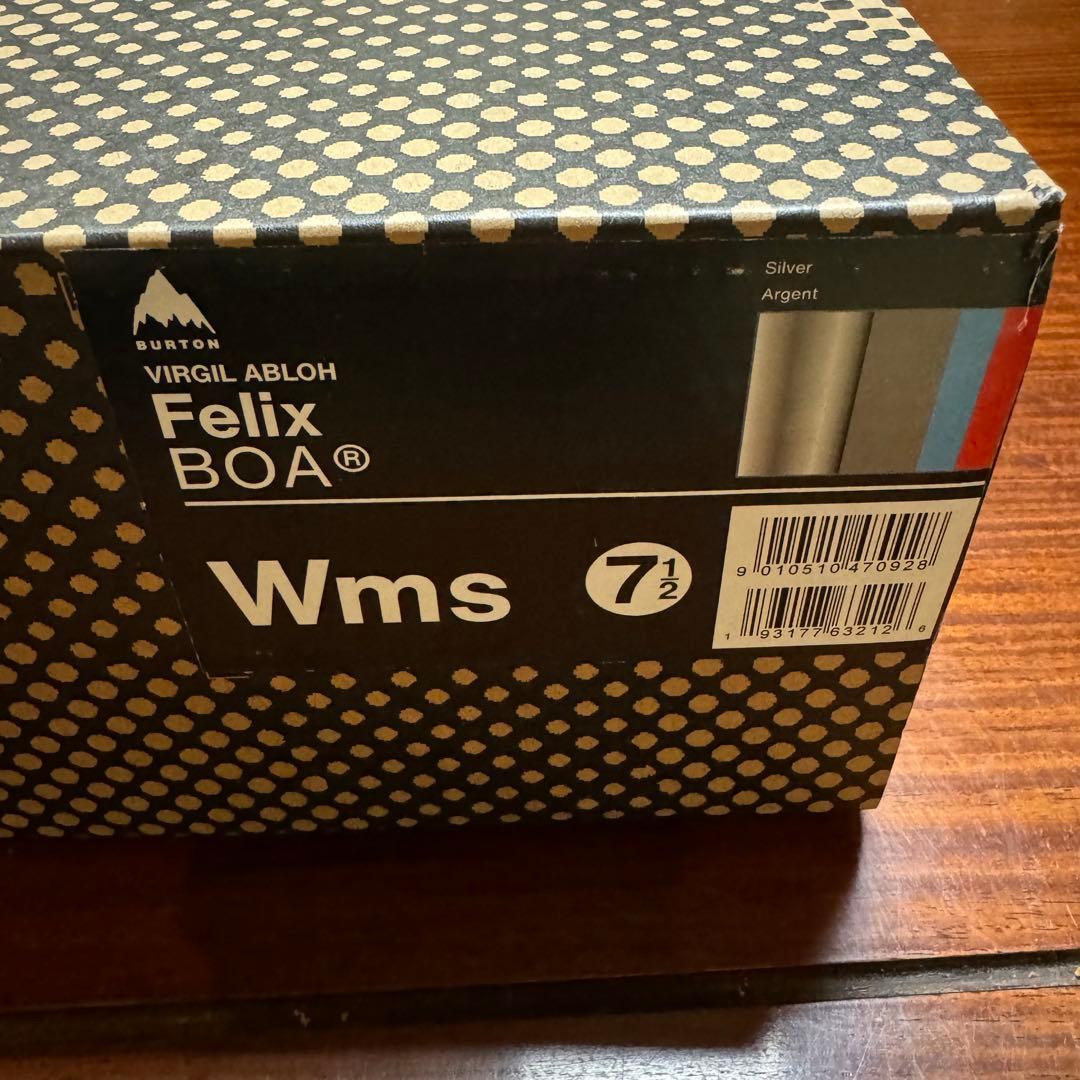 BURTON
VIRGIL ABLOH
Felix
BOA®
Silver
Argent
Wms
7½
9 010510 470928
1 93177 63212 6